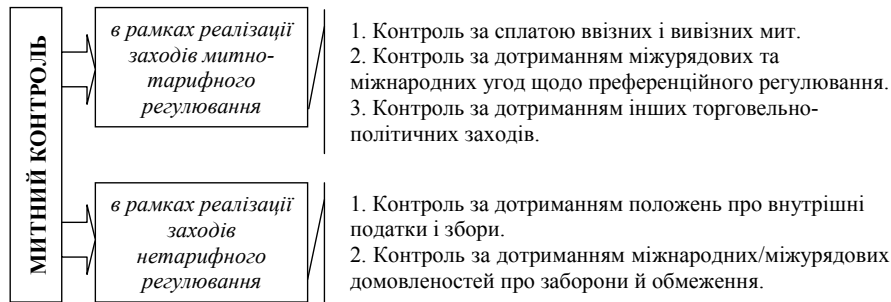 МИТНИЙ КОНТРОЛЬ
в рамках реалізації
заходів митно-
тарифного
регулювання
1. Контроль за сплатою ввізних і вивізних мит.
2. Контроль за дотриманням міжурядових та
міжнародних угод щодо преференційного регулювання.
3. Контроль за дотриманням інших торговельно-
політичних заходів.
в рамках реалізації
заходів
нетарифного
регулювання
1. Контроль за дотриманням положень про внутрішні
податки і збори.
2. Контроль за дотриманням міжнародних/міжурядових
домовленостей про заборони й обмеження.